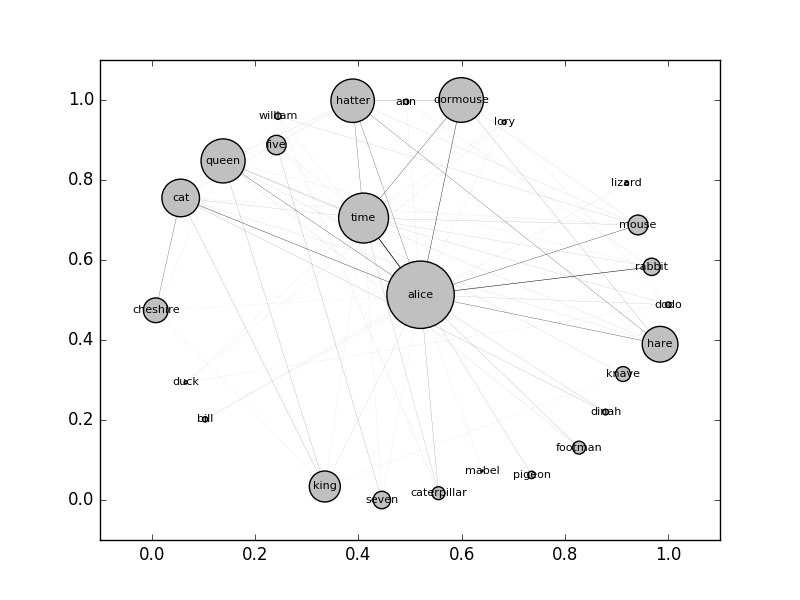 1.0
0.8
0.6
0.4
0.2
0.0
hatter
ann
dormouse
william
lory
five
queen
lizard
cat
time
mouse
rabbit
alice
dodo
cheshire
hare
knave
duck
dinah
bill
footman
mabel
pigeon
king
caterpillar
seven
0.0 0.2 0.4 0.6 0.8 1.0